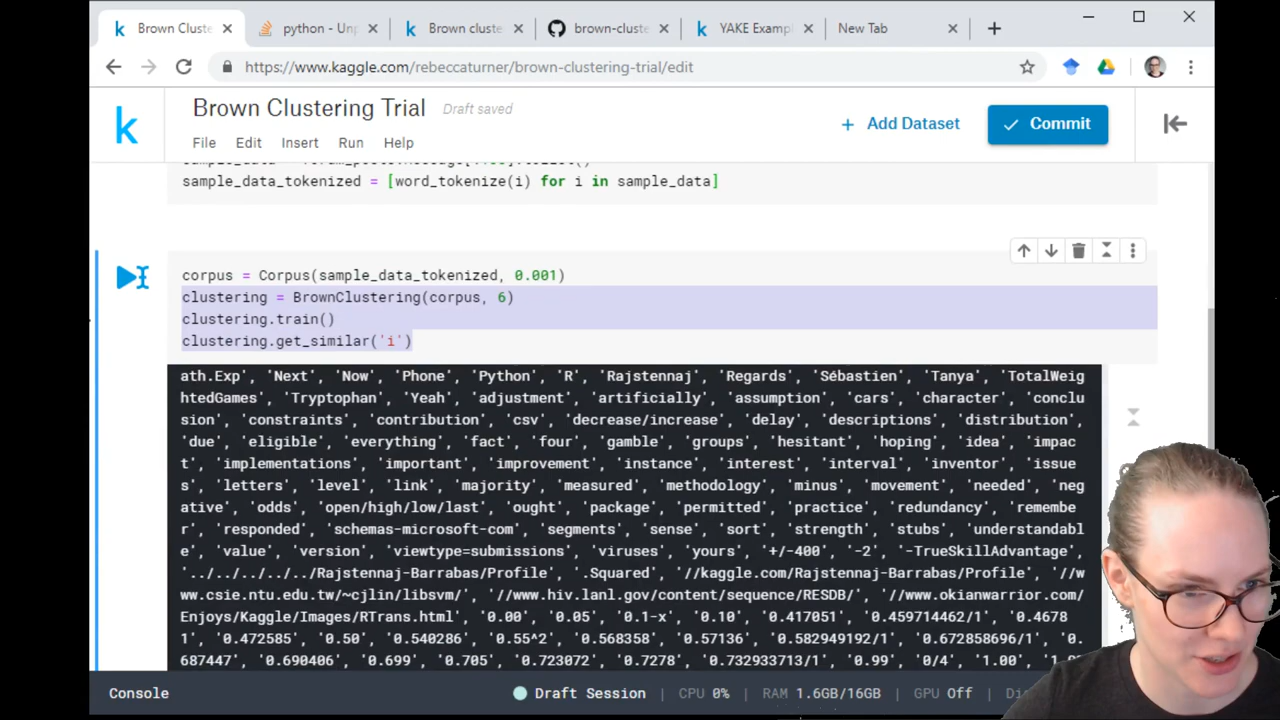 Brown Cluste
python - Unp
Brown cluste
brown-cluste
YAKE Exampl
New Tab
https://www.kaggle.com/rebeccaturner/brown-clustering-trial/edit
k
Brown Clustering Trial
Draft saved
File Edit Insert Run Help
+ Add Dataset
Commit
sample_data_tokenized = [word_tokenize(i) for i in sample_data]
corpus = Corpus(sample_data_tokenized, 0.001)
clustering = BrownClustering(corpus, 6)
clustering.train()
clustering.get_similar('i')
ath.Exp', 'Next', 'Now', 'Phone', 'Python', 'R', 'Rajstennaj', 'Regards', 'Sébastien', 'Tanya', 'TotalWeig
htedGames', 'Tryptophan', 'Yeah', 'adjustment', 'artificially', 'assumption', 'cars', 'character', 'conclu
sion', 'constraints', 'contribution', 'csv', 'decrease/increase', 'delay', 'descriptions', 'distribution',
'due', 'eligible', 'everything', 'fact', 'four', 'gamble', 'groups', 'hesitant', 'hoping', 'idea', 'impac
t', 'implementations', 'important', 'improvement', 'instance', 'interest', 'interval', 'inventor', 'issue
s', 'letters', 'level', 'link', 'majority', 'measured', 'methodology', 'minus', 'movement', 'needed', 'neg
ative', 'odds', 'open/high/low/last', 'ought', 'package', 'permitted', 'practice', 'redundancy', 'remembe
r', 'responded', 'schemas-microsoft-com', 'segments', 'sense', 'sort', 'strength', 'stubs', 'understandabl
e', 'value', 'version', 'viewtype=submissions', 'viruses', 'yours', '+/-400', '-2', '-TrueSkillAdvantage',
'../../../../../Rajstennaj-Barrabas/Profile', '.Squared', '//kaggle.com/Rajstennaj-Barrabas/Profile', '//w
ww.csie.ntu.edu.tw/~cjlin/libsvm/', '//www.hiv.lanl.gov/content/sequence/RESDB/', '//www.okianwarrior.com/
Enjoys/Kaggle/Images/RTrans.html', '0.00', '0.05', '0.1-x', '0.10', '0.417051', '0.459714462/1', '0.4678
1', '0.472585', '0.50', '0.540286', '0.55^2', '0.568358', '0.57136', '0.582949192/1', '0.672858696/1', '0.
687447', '0.690406', '0.699', '0.705', '0.723072', '0.7278', '0.732933713/1', '0.99', '0/4', '1.00',
Console
Draft Session | CPU 0% | RAM 1.6GB/16GB | GPU Off |